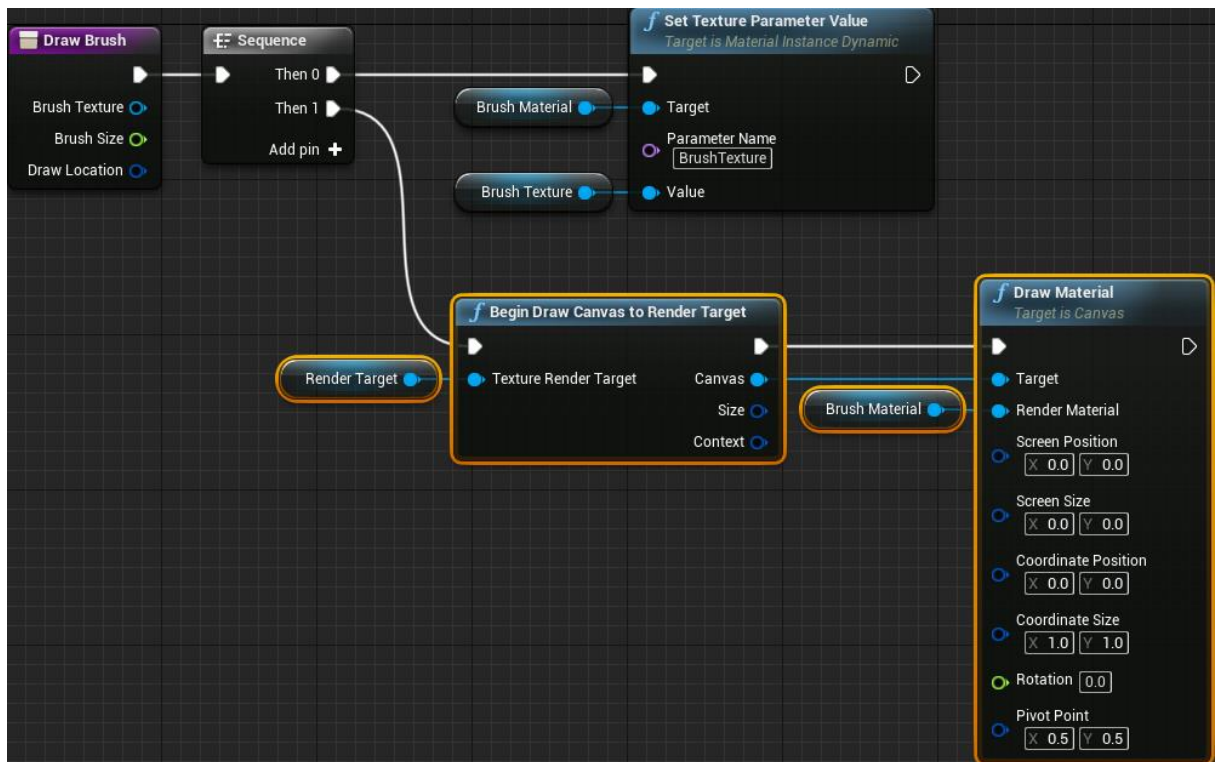 Draw Brush
Brush Texture
Brush Size
Draw Location
Sequence
Then 0
Then 1
Add pin
Set Texture Parameter Value
Target is Material Instance Dynamic
Brush Material
Target
Parameter Name
BrushTexture
Brush Texture
Value
Render Target
Begin Draw Canvas to Render Target
Texture Render Target
Canvas
Size
Context
Brush Material
Draw Material
Target is Canvas
Target
Render Material
Screen Position
X 0.0 Y 0.0
Screen Size
X 0.0 Y 0.0
Coordinate Position
X 0.0 Y 0.0
Coordinate Size
X 1.0 Y 1.0
Rotation 0.0
Pivot Point
X 0.5 Y 0.5